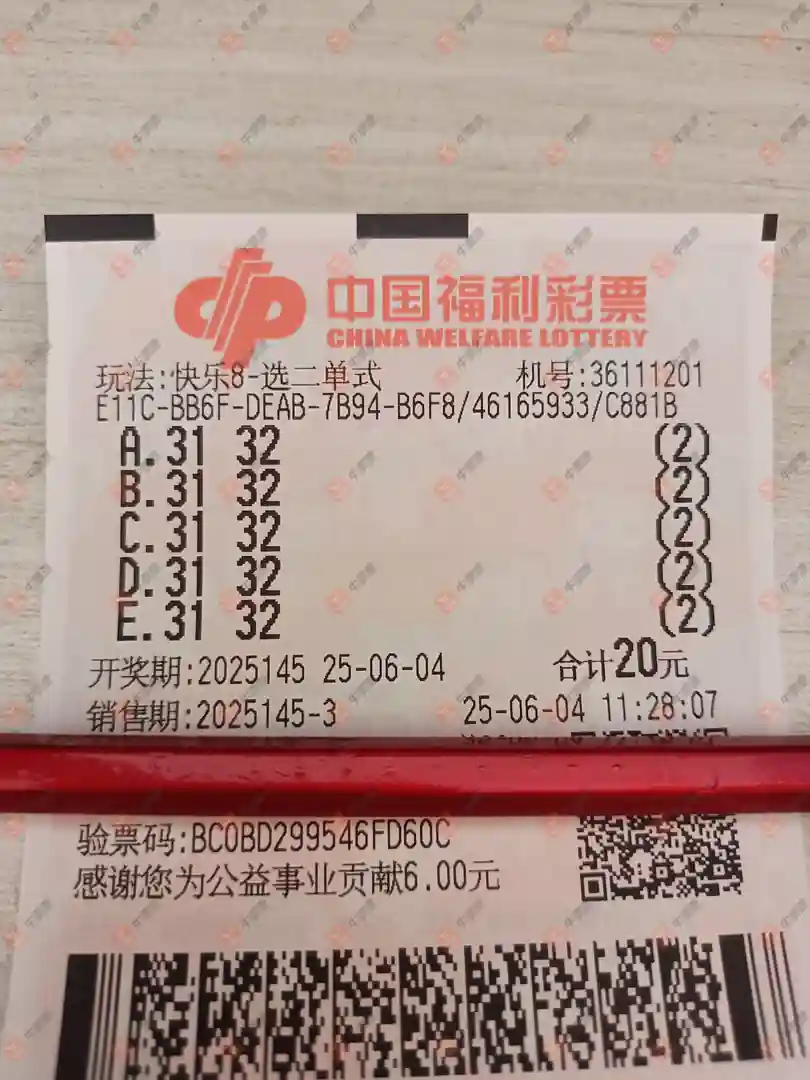 中国福利彩票
CHINA WELFARE LOTTERY
玩法:快乐8-选二单式 机号:36111201
E11C-BB6F-DEAB-7B94-B6F8/46165933/C881B
A.31 32 (2)
B.31 32 (2)
C.31 32 (2)
D.31 32 (2)
E.31 32 (2)
开奖期:2025145 25-06-04 合计20元
销售期:2025145-3 25-06-04 11:28:07
验票码:BC0BD299546FD60C
感谢您为公益事业贡献6.00元